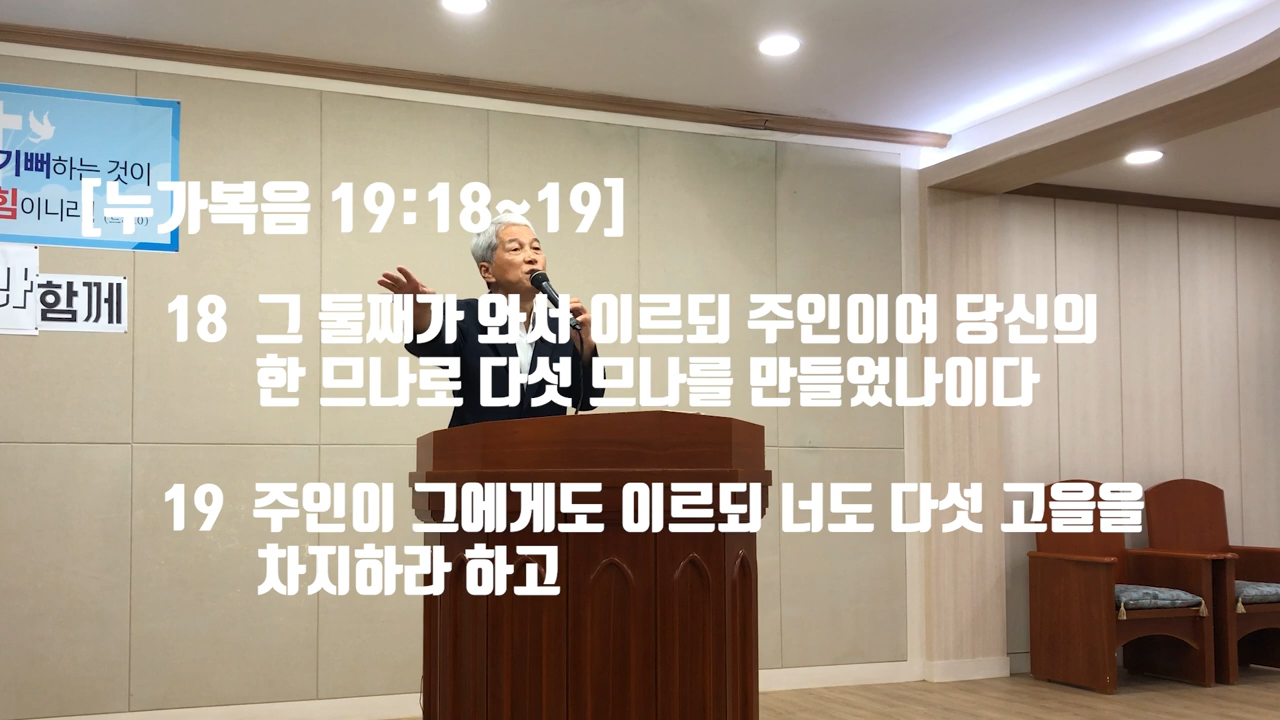 기뻐하는 것이
힘이니라!
함께
[누가복음 19:18~19]
18 그 둘째가 와서 이르되 주인이여 당신의
한 므나로 다섯 므나를 만들었나이다
19 주인이 그에게도 이르되 너도 다섯 고을을
차지하라 하고